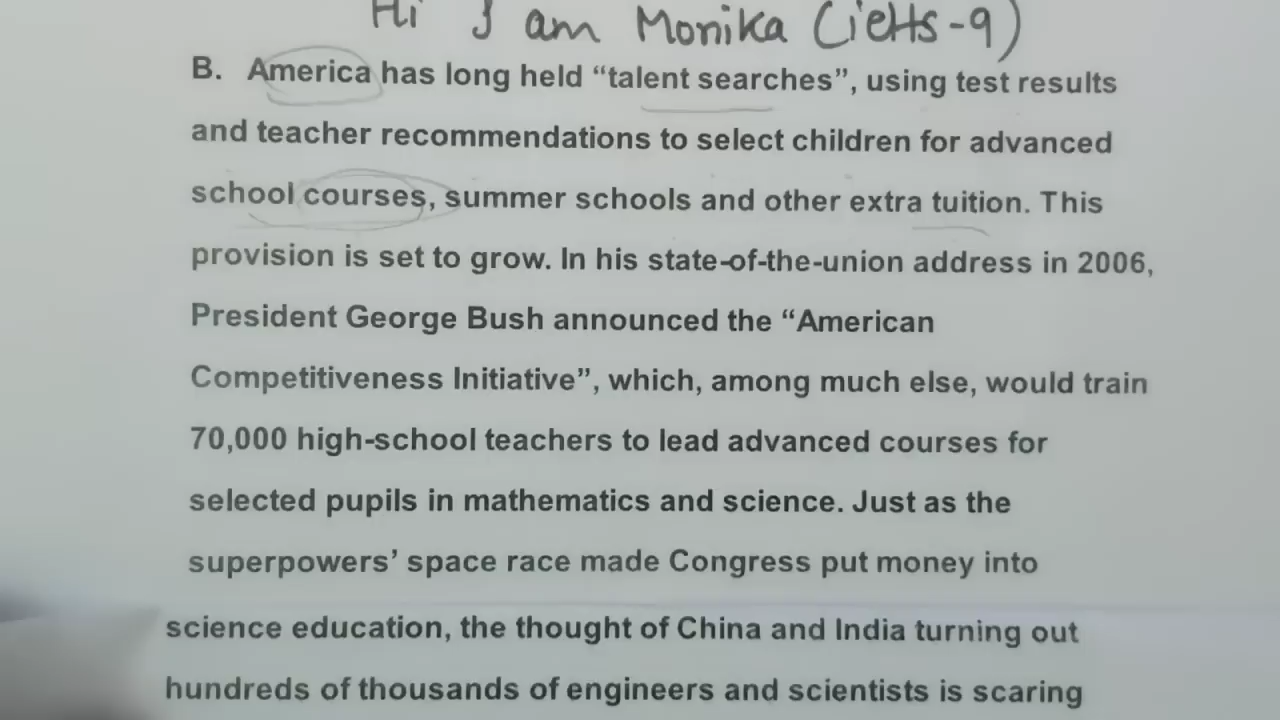 Hi I am Monika (ielts-9)
B. America has long held “talent searches”, using test results
and teacher recommendations to select children for advanced
school courses, summer schools and other extra tuition. This
provision is set to grow. In his state-of-the-union address in 2006,
President George Bush announced the “American
Competitiveness Initiative”, which, among much else, would train
70,000 high-school teachers to lead advanced courses for
selected pupils in mathematics and science. Just as the
superpowers’ space race made Congress put money into
science education, the thought of China and India turning out
hundreds of thousands of engineers and scientists is scaring